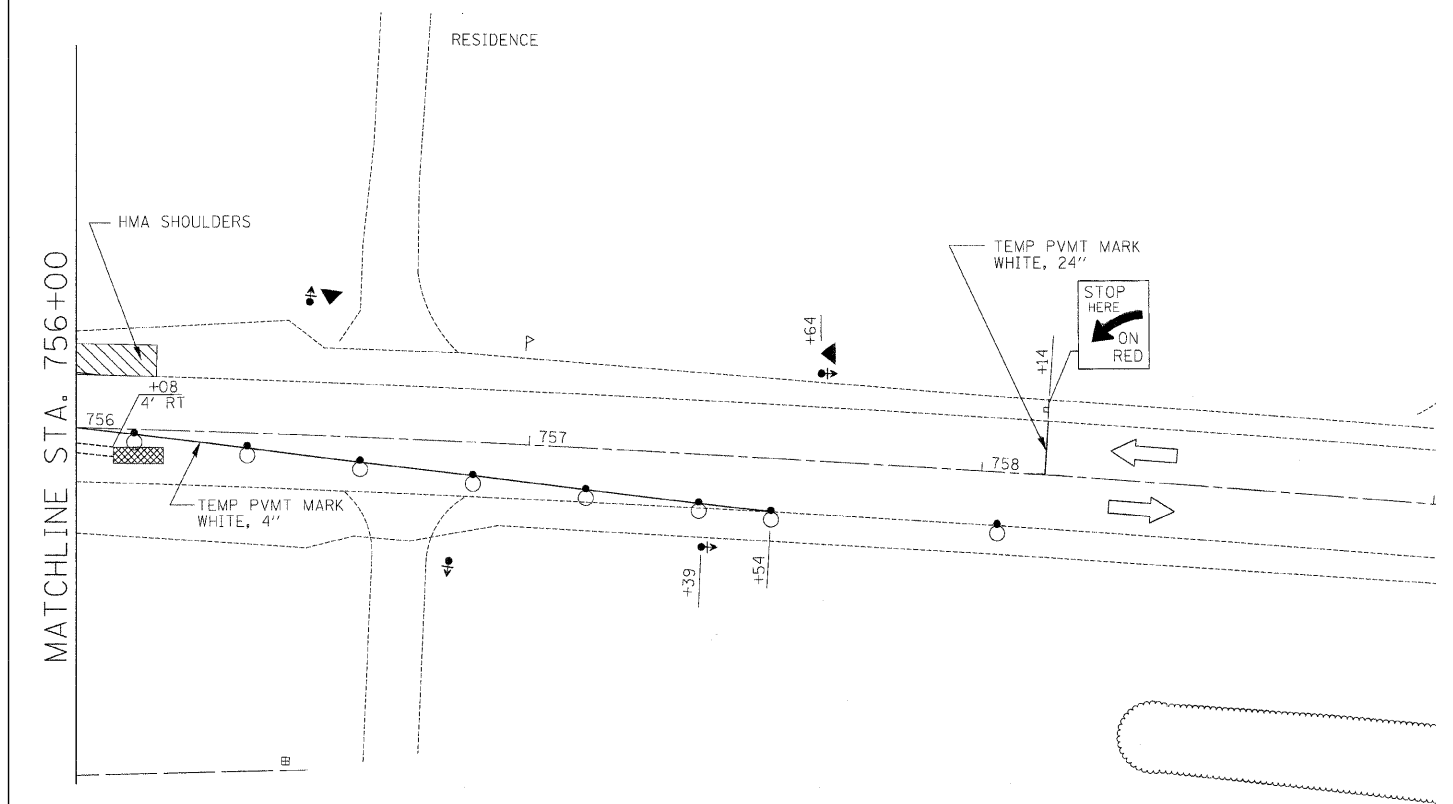 RESIDENCE
HMA SHOULDERS
MATCHLINE STA. 756+00
+08
4' RT
756
757
758
TEMP PVMT MARK
WHITE, 4"
+64
TEMP PVMT MARK
WHITE, 24"
STOP
HERE
ON
RED
+14
+39
+54